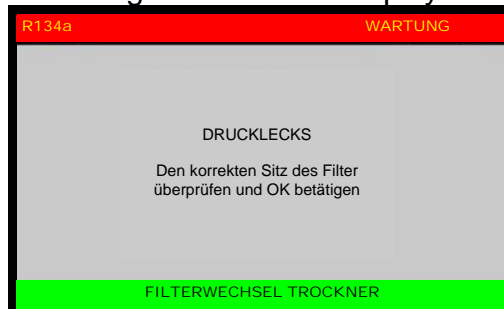 R134a WARTUNG
DRUCKLECKS
Den korrekten Sitz des Filter
überprüfen und OK betätigen
FILTERWECHSEL TROCKNER